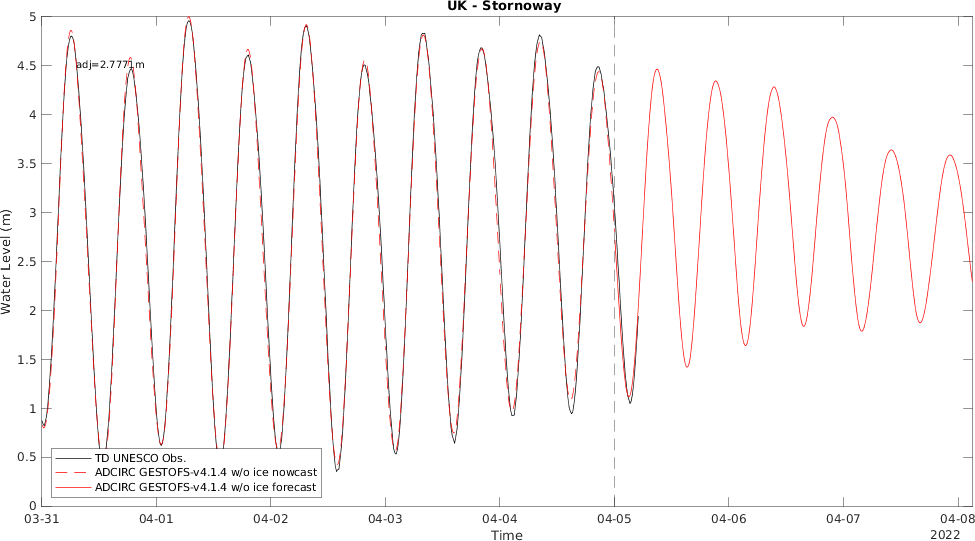 UK - Stornoway
adj=2.7771m
Water Level (m)
5
4.5
4
3.5
3
2.5
2
1.5
1
0.5
0
TD UNESCO Obs.
ADCIRC GESTOFS-v4.1.4 w/o ice nowcast
ADCIRC GESTOFS-v4.1.4 w/o ice forecast
03-31 04-01 04-02 04-03 04-04 04-05 04-06 04-07 04-08
Time
2022